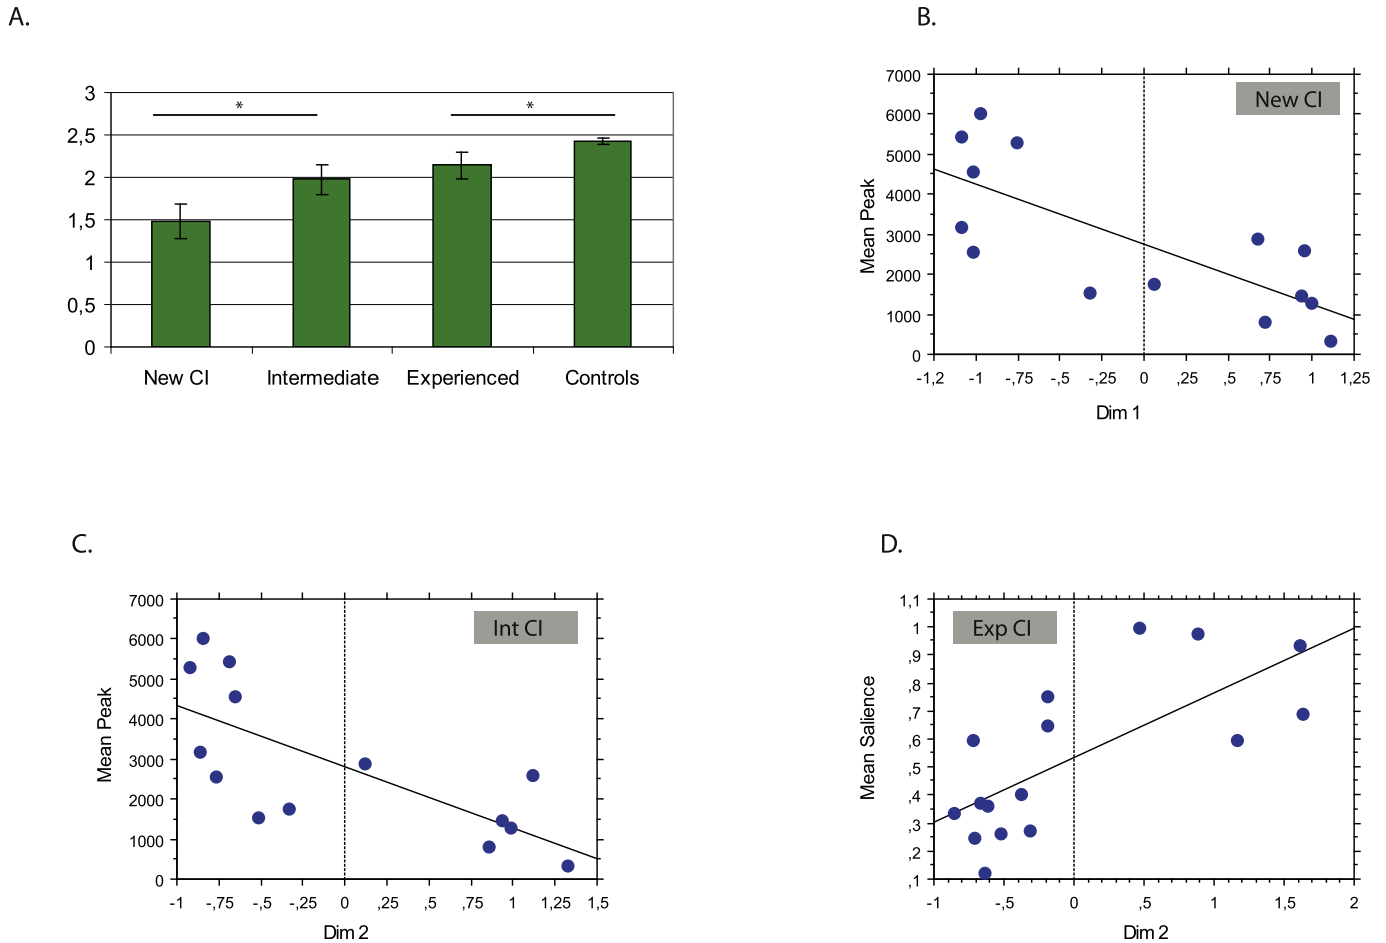 A.
3
2,5
2
1,5
1
0,5
0
* *
New CI Intermediate Experienced Controls
B.
New CI
Mean Peak
7000
6000
5000
4000
3000
2000
1000
0
-1,2 -1 -,75 -,5 -,25 0 ,25 ,5 ,75 1 1,25
Dim 1
C.
Int CI
Mean Peak
7000
6000
5000
4000
3000
2000
1000
0
-1 -,75 -,5 -,25 0 ,25 ,5 ,75 1 1,25 1,5
Dim 2
D.
Exp CI
Mean Salience
1,1
1
,9
,8
,7
,6
,5
,4
,3
,2
,1
-1 -,5 0 ,5 1 1,5 2
Dim 2